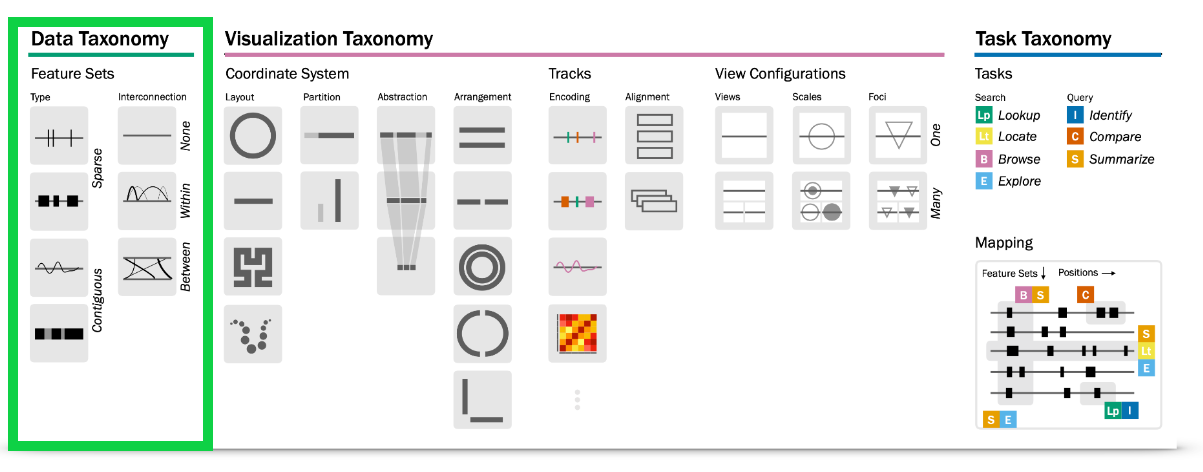 Data Taxonomy
Feature Sets
Type
Interconnection
Sparse
Contiguous
None
Within
Between
Visualization Taxonomy
Coordinate System
Layout
Partition
Abstraction
Arrangement
Tracks
Encoding
Alignment
View Configurations
Views
Scales
Foci
One
Many
Task Taxonomy
Tasks
Search
Query
Lp Lookup
I Identify
Lt Locate
C Compare
B Browse
S Summarize
E Explore
Mapping
Feature Sets ↓ Positions →
B S C
S
Lt
E
Lp I
S E